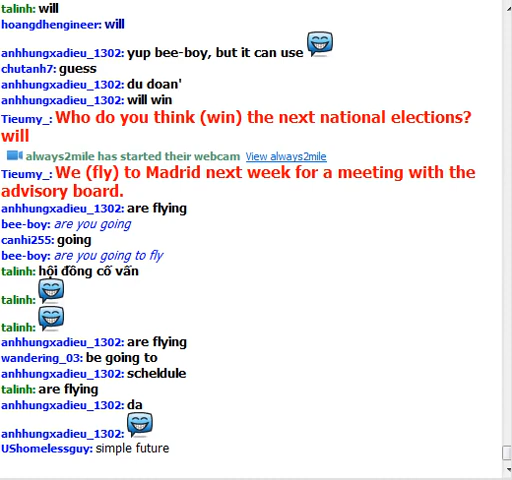 talinh: will
hoangdhengineer: will
anhhungxadieu_1302: yup bee-boy, but it can use
chutanh7: guess
anhhungxadieu_1302: du doan'
anhhungxadieu_1302: will win
Tieumy_: Who do you think (win) the next national elections?
will
always2mile has started their webcam View always2mile
Tieumy_: We (fly) to Madrid next week for a meeting with the
advisory board.
anhhungxadieu_1302: are flying
bee-boy: are you going
canhi255: going
bee-boy: are you going to fly
talinh: hội đồng cố vấn
talinh:
talinh:
anhhungxadieu_1302: are flying
wandering_03: be going to
anhhungxadieu_1302: scheldule
talinh: are flying
anhhungxadieu_1302: da
anhhungxadieu_1302:
UShomelessguy: simple future